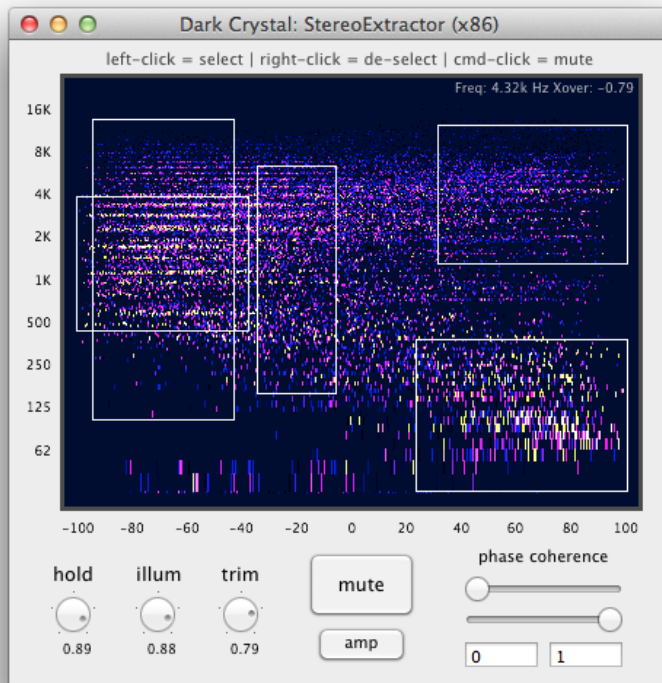 Dark Crystal: StereoExtractor (x86)
left-click = select | right-click = de-select | cmd-click = mute
Freq: 4.32k Hz Xover: -0.79
16K
8K
4K
2K
1K
500
250
125
62
-100 -80 -60 -40 -20 0 20 40 60 80 100
phase coherence
hold illum trim
mute
0.89 0.88 0.79
amp
0 1